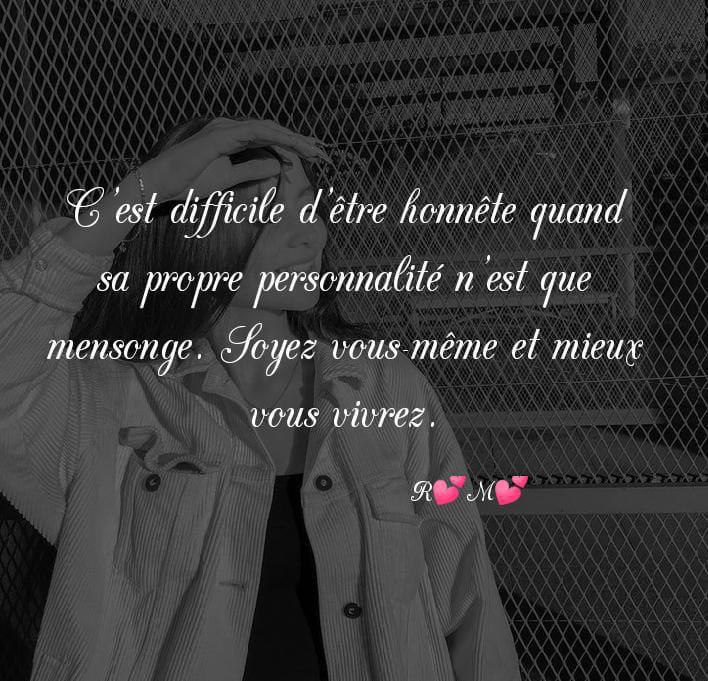 C'est difficile d'être honnête quand
sa propre personnalité n'est que
mensonge. Soyez vous-même et mieux
vous vivrez.
R💕M💕